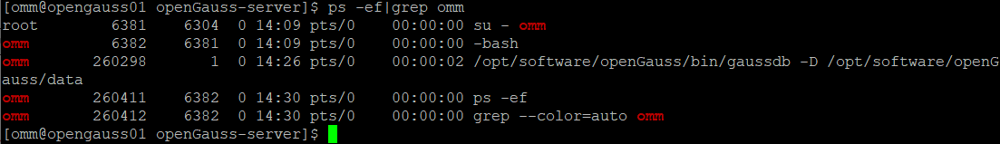 [omm@opengauss01 openGauss-server]$ ps -ef|grep omm
root        6381    6304  0 14:09 pts/0    00:00:00 su - omm
omm         6382    6381  0 14:09 pts/0    00:00:00 -bash
omm       260298       1  0 14:26 pts/0    00:00:02 /opt/software/openGauss/bin/gaussdb -D /opt/software/openG
auss/data
omm       260411    6382  0 14:30 pts/0    00:00:00 ps -ef
omm       260412    6382  0 14:30 pts/0    00:00:00 grep --color=auto omm
[omm@opengauss01 openGauss-server]$